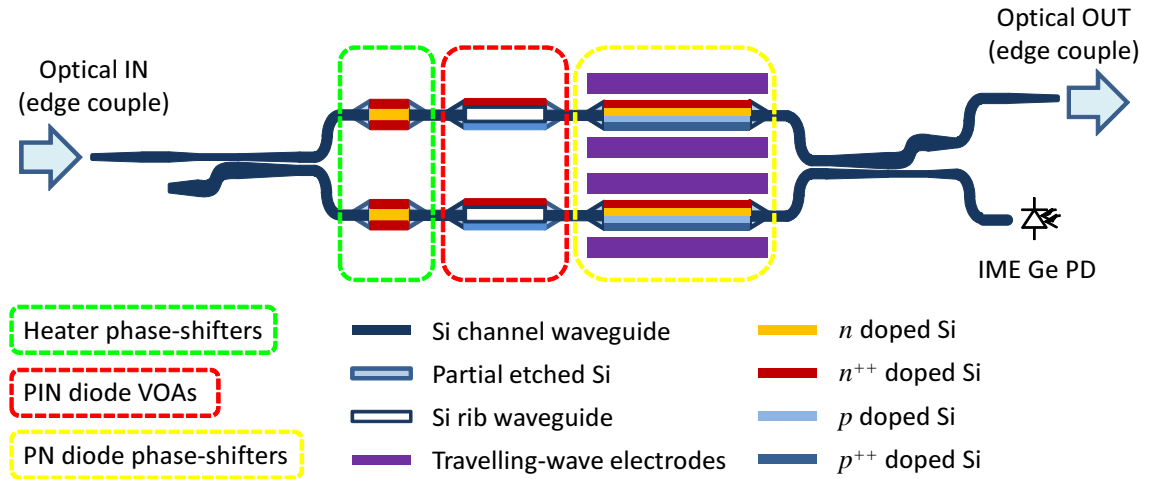 Optical IN
(edge couple)
Optical OUT
(edge couple)
IME Ge PD
Heater phase-shifters
PIN diode VOAs
PN diode phase-shifters
Si channel waveguide
Partial etched Si
Si rib waveguide
Travelling-wave electrodes
n doped Si
n⁺⁺ doped Si
p doped Si
p⁺⁺ doped Si